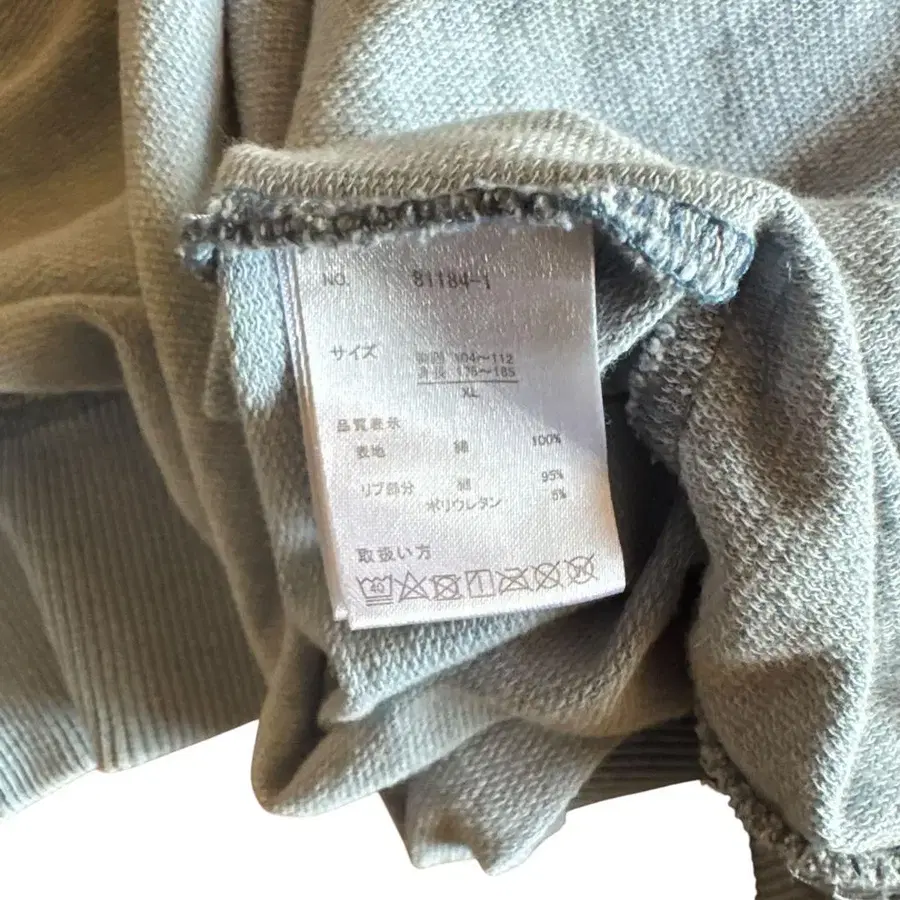 NO. 81184-1
サイズ 胸囲 104～112
身長 175～185
XL
品質表示
表地 綿 100%
リブ部分 綿 95%
ポリウレタン 5%
取扱い方
40